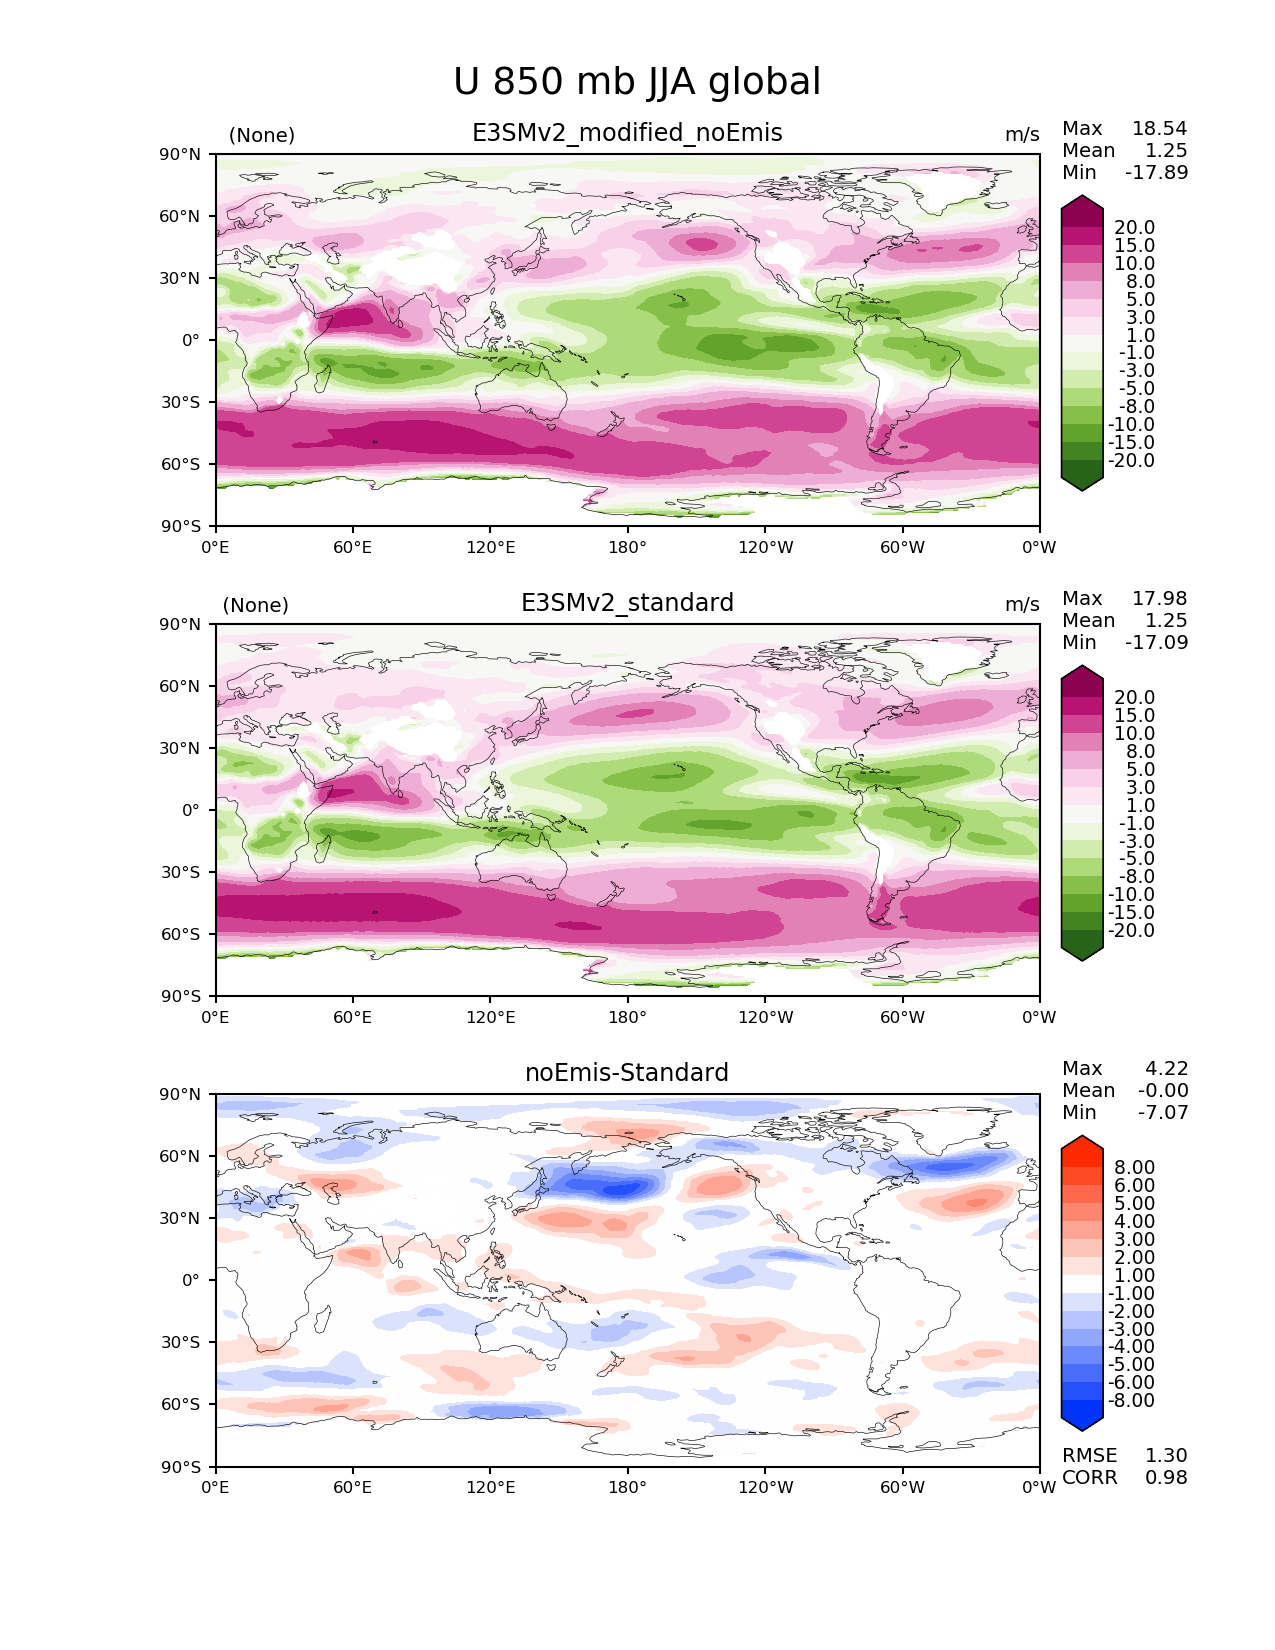 U 850 mb JJA global
(None) E3SMv2_modified_noEmis m/s
Max 18.54
Mean 1.25
Min -17.89
90°N
60°N
30°N
0°
30°S
60°S
90°S
0°E 60°E 120°E 180° 120°W 60°W 0°W
20.0
15.0
10.0
8.0
5.0
3.0
1.0
-1.0
-3.0
-5.0
-8.0
-10.0
-15.0
-20.0
(None) E3SMv2_standard m/s
Max 17.98
Mean 1.25
Min -17.09
90°N
60°N
30°N
0°
30°S
60°S
90°S
0°E 60°E 120°E 180° 120°W 60°W 0°W
20.0
15.0
10.0
8.0
5.0
3.0
1.0
-1.0
-3.0
-5.0
-8.0
-10.0
-15.0
-20.0
noEmis-Standard
Max 4.22
Mean -0.00
Min -7.07
90°N
60°N
30°N
0°
30°S
60°S
90°S
0°E 60°E 120°E 180° 120°W 60°W 0°W
8.00
6.00
5.00
4.00
3.00
2.00
1.00
-1.00
-2.00
-3.00
-4.00
-5.00
-6.00
-8.00
RMSE 1.30
CORR 0.98